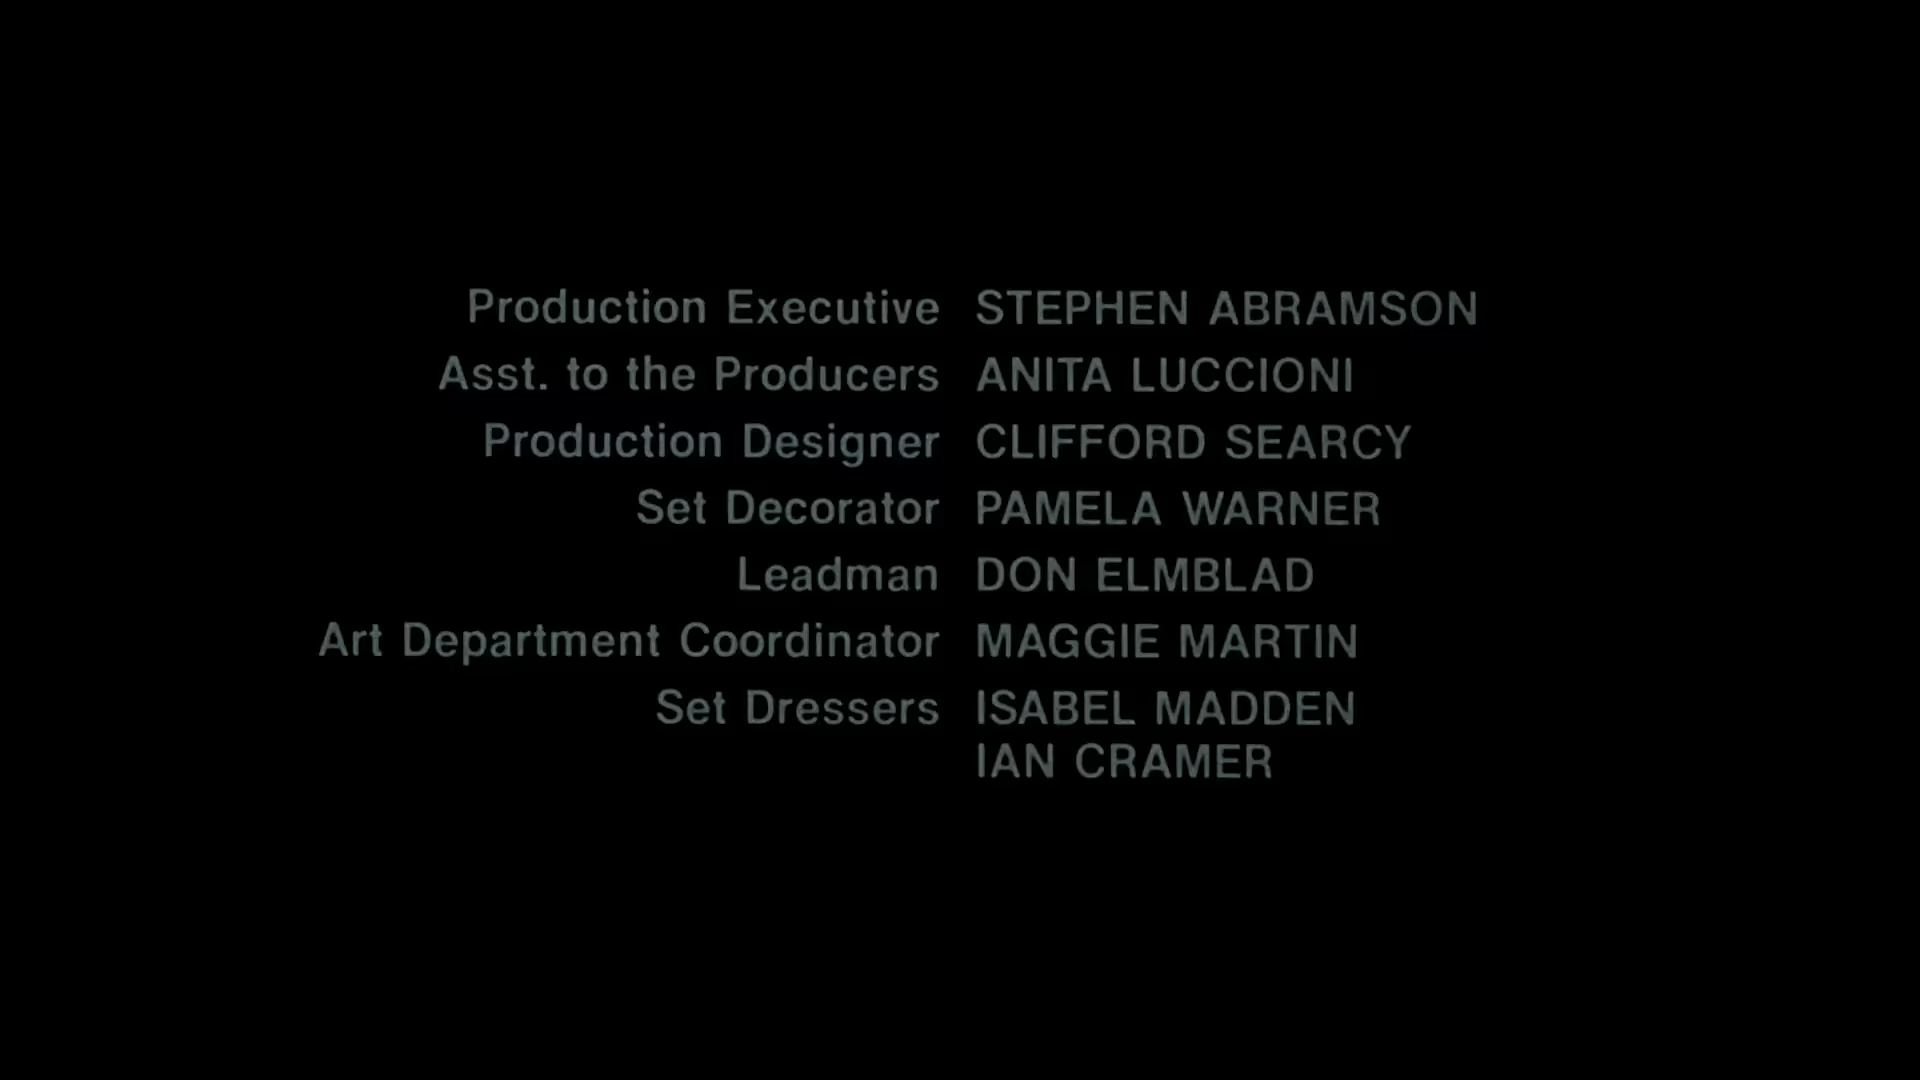 Production Executive STEPHEN ABRAMSON
Asst. to the Producers ANITA LUCCIONI
Production Designer CLIFFORD SEARCY
Set Decorator PAMELA WARNER
Leadman DON ELMBLAD
Art Department Coordinator MAGGIE MARTIN
Set Dressers ISABEL MADDEN
IAN CRAMER